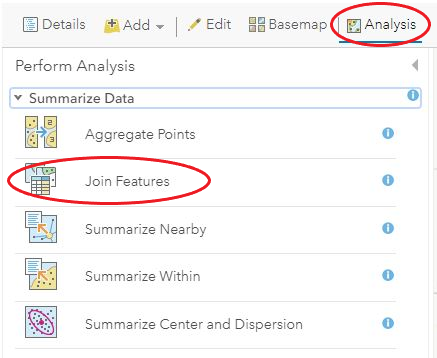 Details Add Edit Basemap Analysis
Perform Analysis
Summarize Data
Aggregate Points
Join Features
Summarize Nearby
Summarize Within
Summarize Center and Dispersion